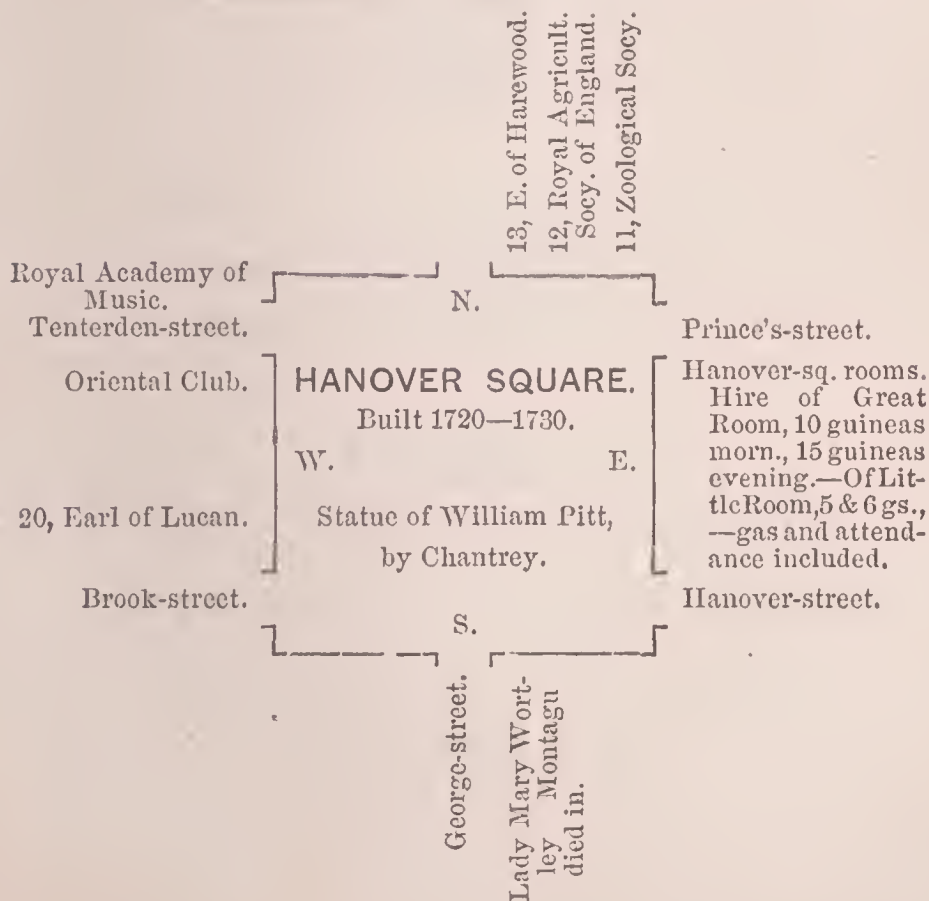 13, E. of Harewood.
12, Royal Agricult.
Socy. of England.
11, Zoological Socy.
Royal Academy of
Music.
Tenterden-street.
N.
Prince's-street.
Oriental Club.
HANOVER SQUARE.
Built 1720—1730.
W.
E.
Hanover-sq. rooms.
Hire of Great
Room, 10 guineas
morn., 15 guineas
evening.—Of Lit-
tle Room, 5 & 6 gs.,
—gas and attend-
ance included.
20, Earl of Lucan.
Statue of William Pitt,
by Chantrey.
Brook-street.
Hanover-street.
S.
George-street.
Lady Mary Wort-
ley Montagu
died in.